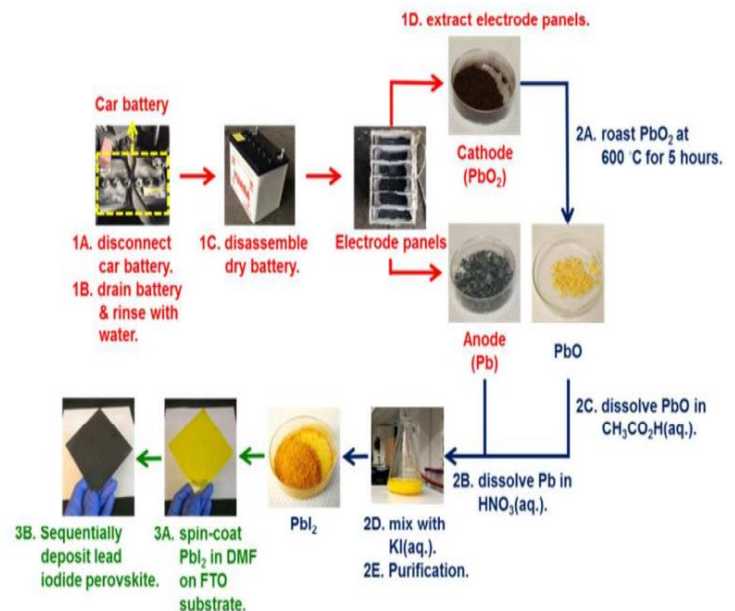 1D. extract electrode panels.
Car battery
2A. roast PbO2 at
600 °C for 5 hours.
Cathode
(PbO2)
1A. disconnect
car battery.
1B. drain battery
& rinse with
water.
1C. disassemble
dry battery.
Electrode panels
Anode
(Pb)
PbO
2C. dissolve PbO in
CH3CO2H(aq.).
2B. dissolve Pb in
HNO3(aq.).
3B. Sequentially
deposit lead
iodide perovskite.
3A. spin-coat
PbI2 in DMF
on FTO
substrate.
PbI2
2D. mix with
KI(aq.).
2E. Purification.